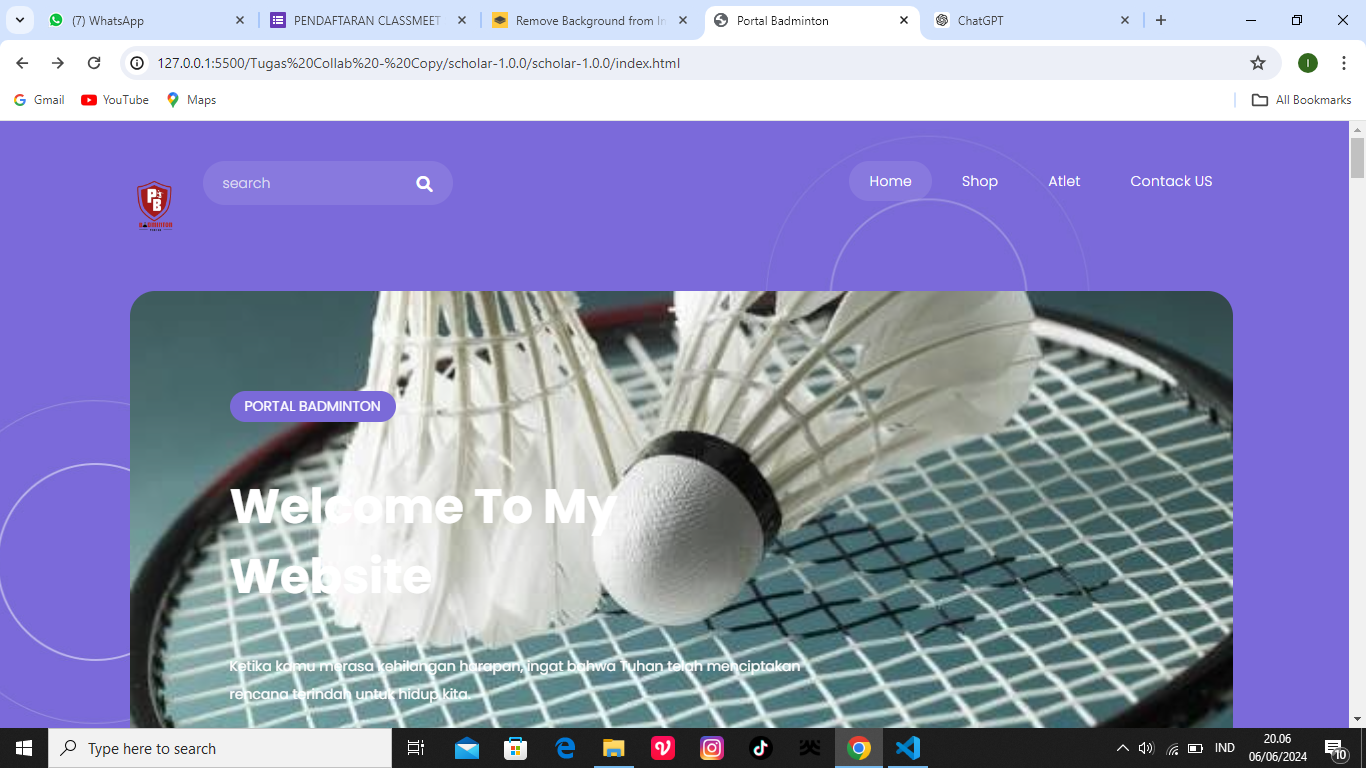 (7) WhatsApp
PENDAFTARAN CLASSMEET
Remove Background from Im
Portal Badminton
ChatGPT
127.0.0.1:5500/Tugas%20Collab%20-%20Copy/scholar-1.0.0/scholar-1.0.0/index.html
I
Gmail
YouTube
Maps
All Bookmarks
PB
search
Home
Shop
Atlet
Contack US
PORTAL BADMINTON
Welcome To My
Website
Ketika kamu merasa kehilangan harapan, ingat bahwa Tuhan telah menciptakan
rencana terindah untuk hidup kita.
Type here to search
IND
20.06
06/06/2024
10